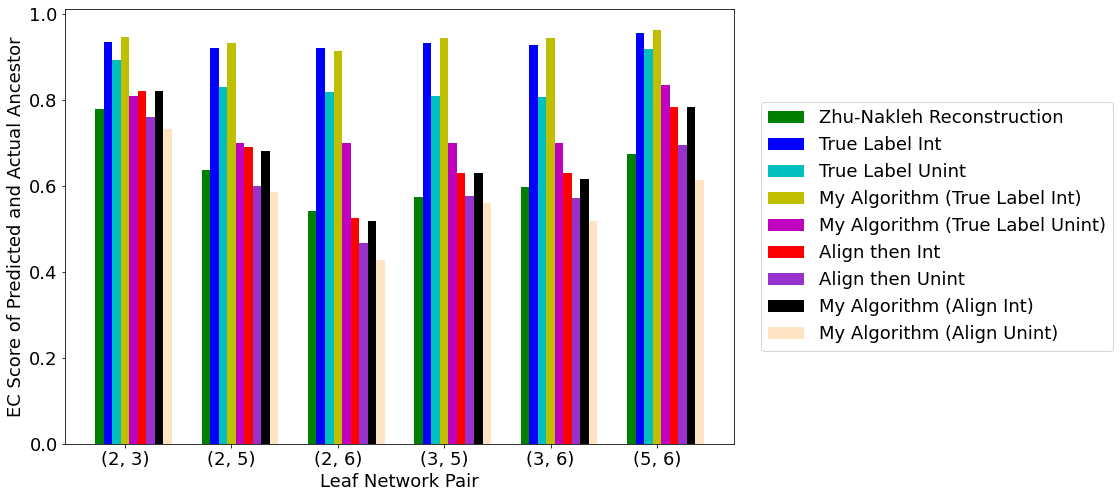 EC Score of Predicted and Actual Ancestor
1.0
0.8
0.6
0.4
0.2
0.0
(2, 3) (2, 5) (2, 6) (3, 5) (3, 6) (5, 6)
Leaf Network Pair
Zhu-Nakleh Reconstruction
True Label Int
True Label Unint
My Algorithm (True Label Int)
My Algorithm (True Label Unint)
Align then Int
Align then Unint
My Algorithm (Align Int)
My Algorithm (Align Unint)